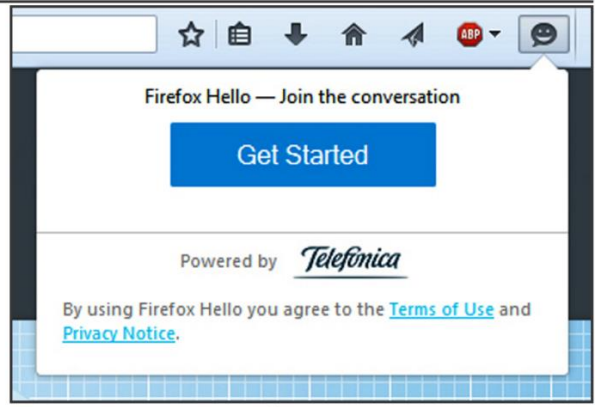 ABP
Firefox Hello — Join the conversation
Get Started
Powered by Telefónica
By using Firefox Hello you agree to the Terms of Use and
Privacy Notice.